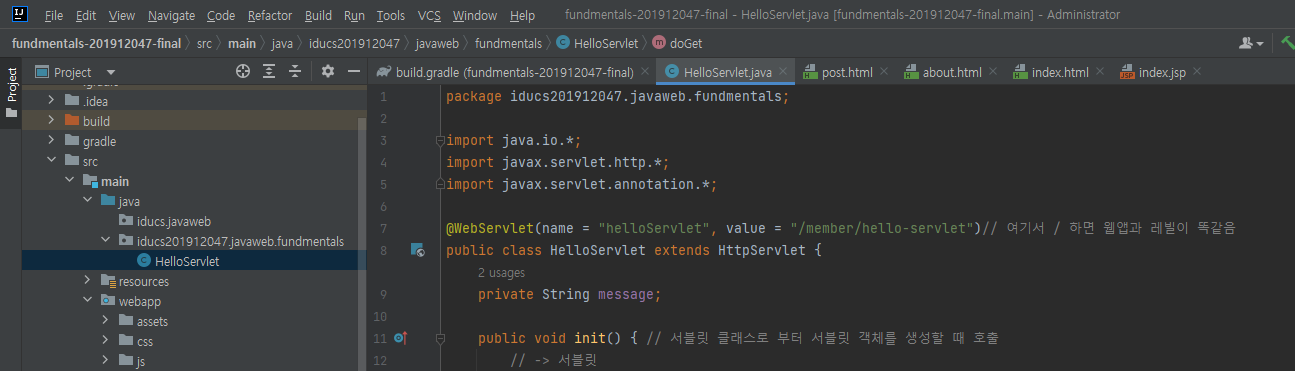 File Edit View Navigate Code Refactor Build Run Tools VCS Window Help fundmentals-201912047-final - HelloServlet.java [fundmentals-201912047-final.main] - Administrator
fundmentals-201912047-final > src > main > java > iducs201912047 > javaweb > fundmentals > HelloServlet > doGet
Project
Project
build.gradle (fundmentals-201912047-final) HelloServlet.java post.html about.html index.html index.jsp
.idea
build
gradle
src
main
java
iducs.javaweb
iducs201912047.javaweb.fundmentals
HelloServlet
resources
webapp
assets
css
js
1 package iducs201912047.javaweb.fundmentals;
2
3 import java.io.*;
4 import javax.servlet.http.*;
5 import javax.servlet.annotation.*;
6
7 @WebServlet(name = "helloServlet", value = "/member/hello-servlet")// 여기서 / 하면 웹앱과 레벨이 똑같음
8 public class HelloServlet extends HttpServlet {
2 usages
9 private String message;
10
11 public void init() { // 서블릿 클래스로 부터 서블릿 객체를 생성할 때 호출
12 // -> 서블릿